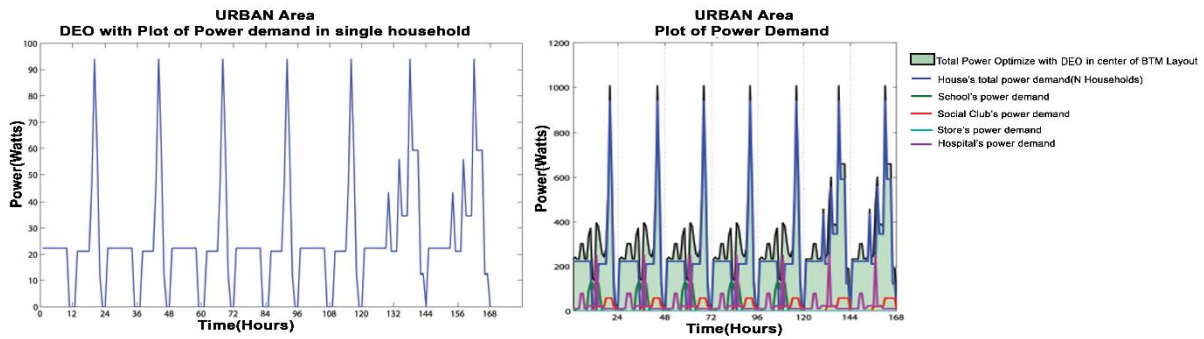 URBAN Area
DEO with Plot of Power demand in single household
100
90
80
70
60
50
40
30
20
10
0
Power(Watts)
0 12 24 36 48 60 72 84 96 108 120 132 144 156 168
Time(Hours)
URBAN Area
Plot of Power Demand
1200
1000
800
600
400
200
0
Power(Watts)
24 48 72 96 120 144 168
Time(Hours)
Total Power Optimize with DEO in center of BTM Layout
House's total power demand(N Households)
School's power demand
Social Club's power demand
Store's power demand
Hospital's power demand